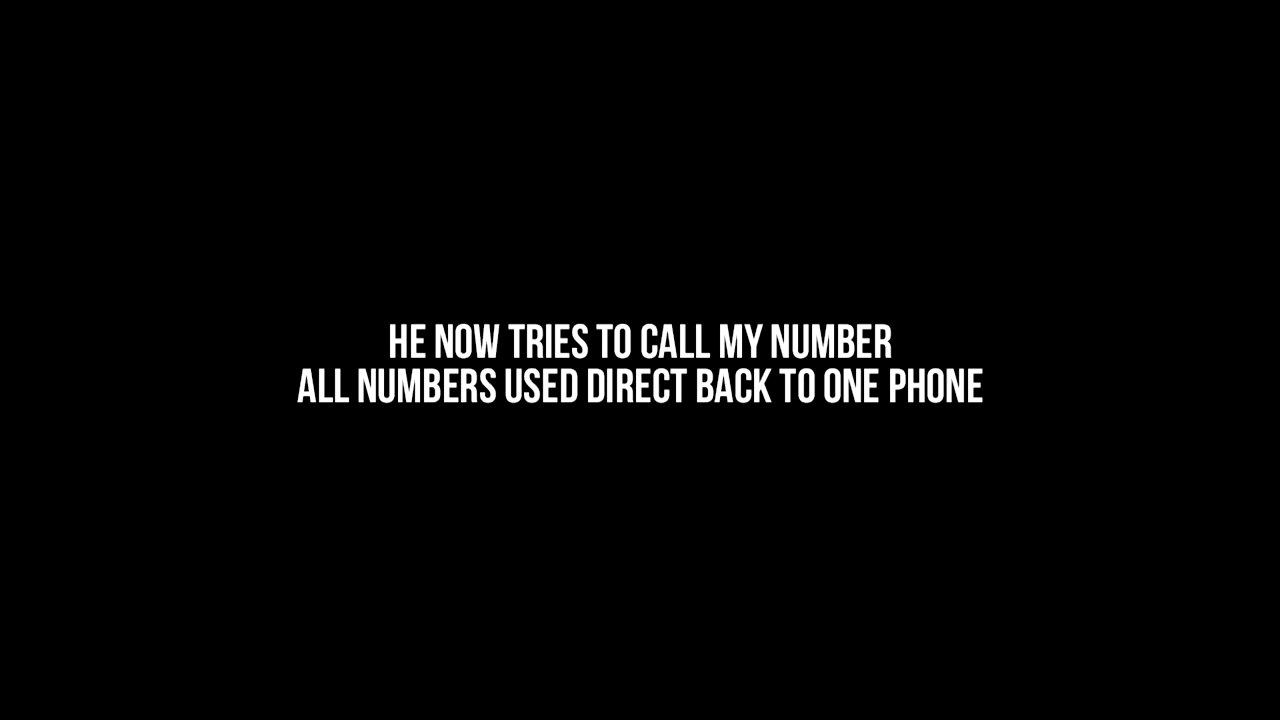 HE NOW TRIES TO CALL MY NUMBER
ALL NUMBERS USED DIRECT BACK TO ONE PHONE